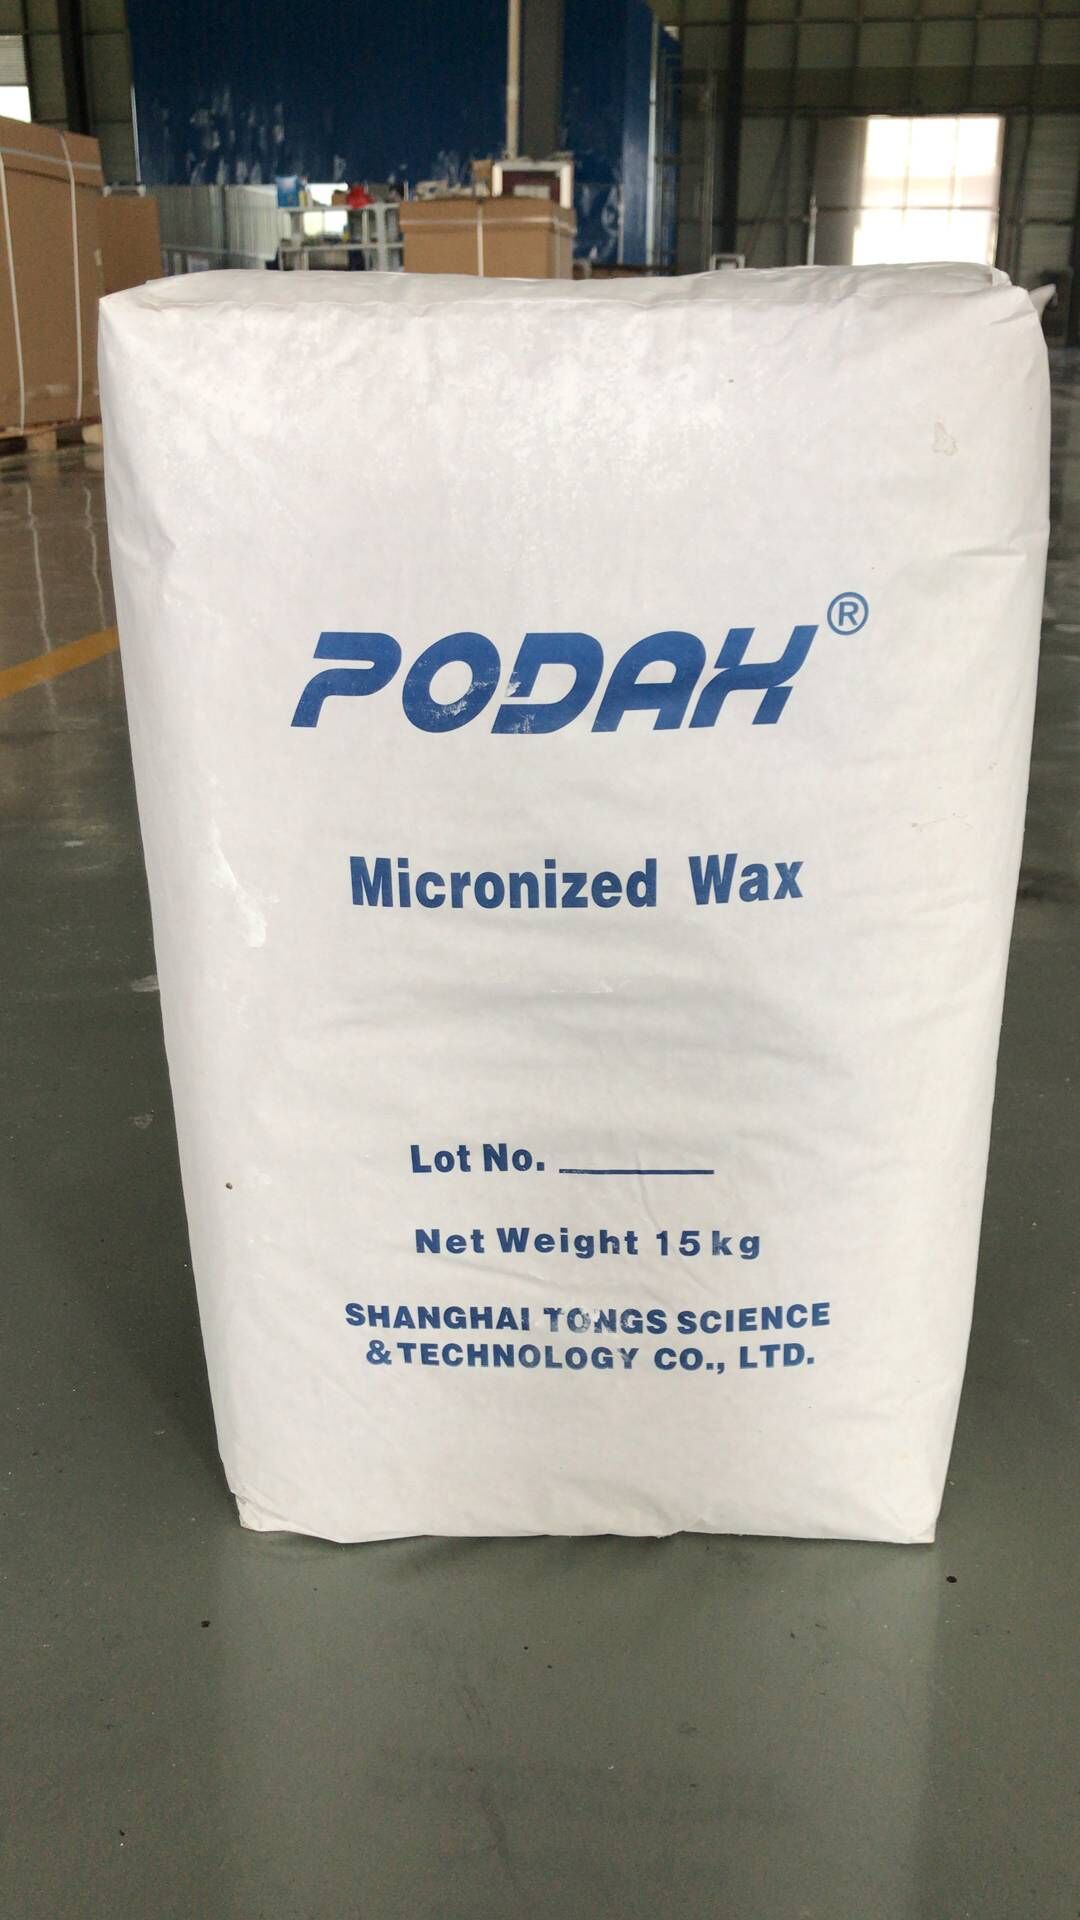 PODAX®
Micronized Wax
Lot No. ________
Net Weight 15kg
SHANGHAI TONGS SCIENCE
&TECHNOLOGY CO., LTD.